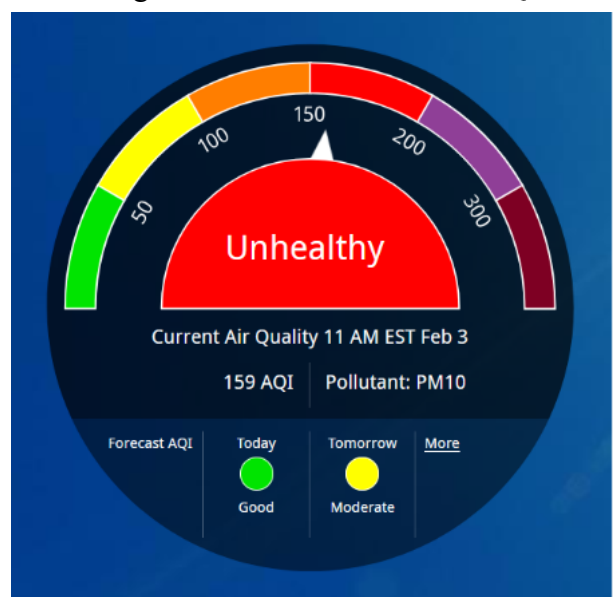 50
100
150
200
300
Unhealthy
Current Air Quality 11 AM EST Feb 3
159 AQI Pollutant: PM10
Forecast AQI Today Tomorrow More
Good Moderate